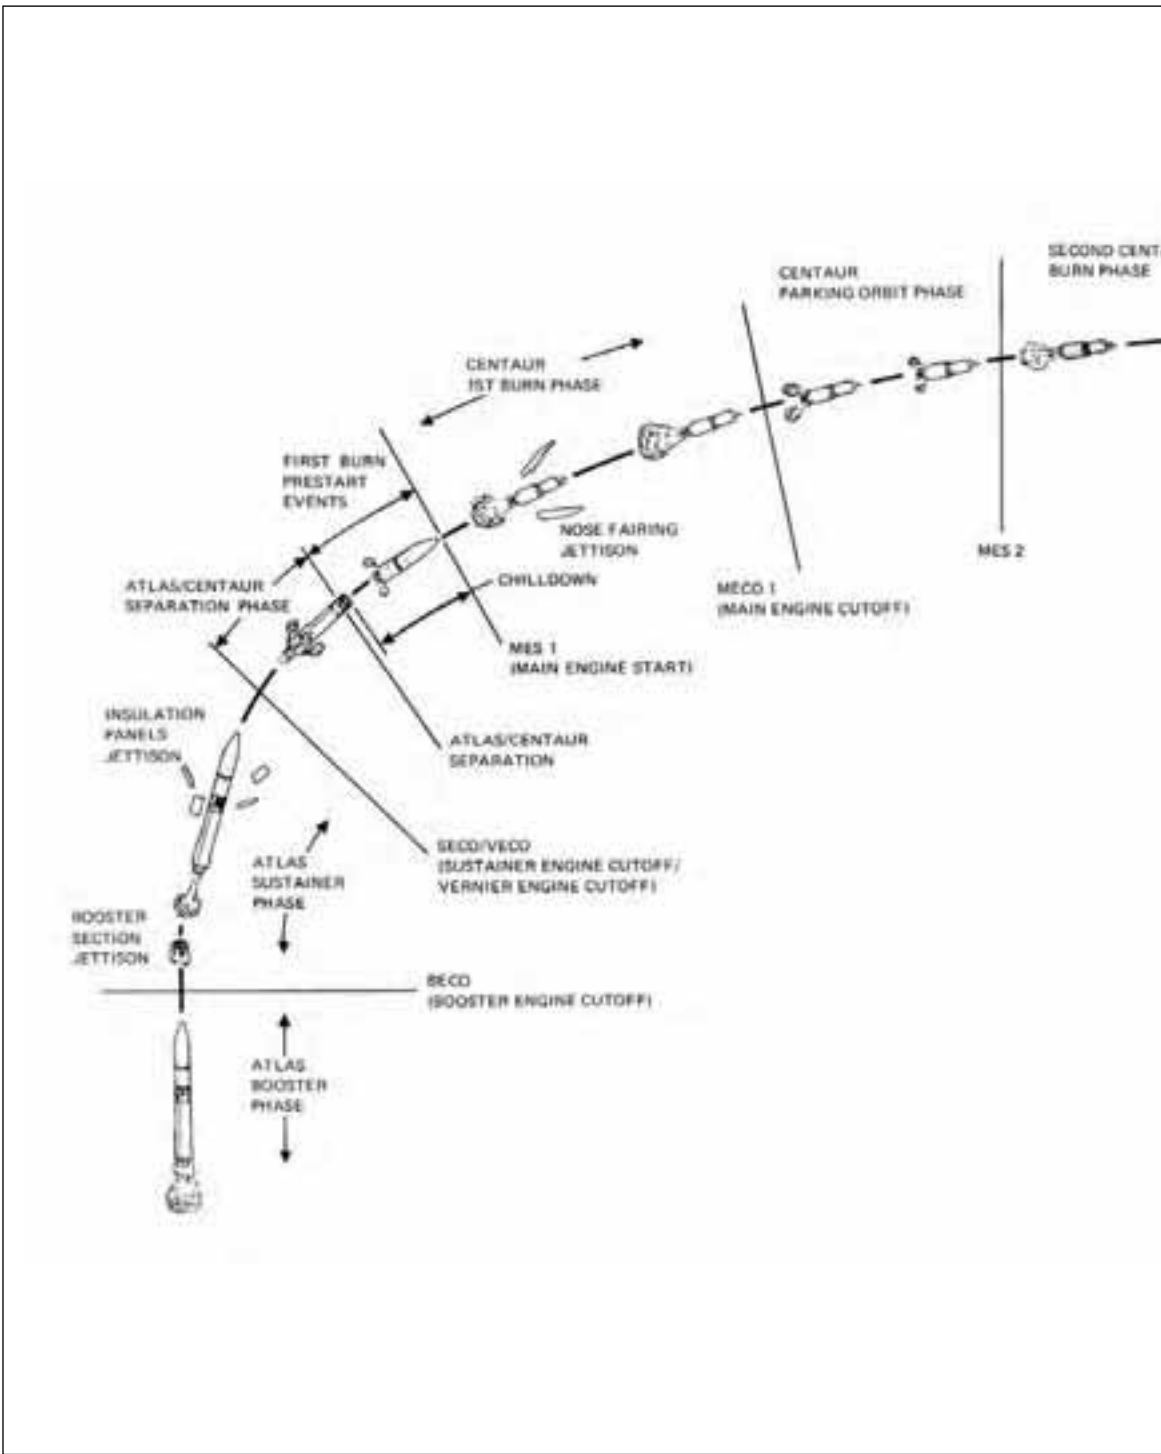 SECOND CENT
BURN PHASE
CENTAUR
PARKING ORBIT PHASE
CENTAUR
1ST BURN PHASE
FIRST BURN
PRESTART
EVENTS
NOSE FAIRING
JETTISON
MES 2
CHILLDOWN
ATLAS/CENTAUR
SEPARATION PHASE
MECO 1
(MAIN ENGINE CUTOFF)
MES 1
(MAIN ENGINE START)
INSULATION
PANELS
JETTISON
ATLAS/CENTAUR
SEPARATION
SECO/VECO
(SUSTAINER ENGINE CUTOFF/
VERNIER ENGINE CUTOFF)
ATLAS
SUSTAINER
PHASE
BOOSTER
SECTION
JETTISON
BECO
(BOOSTER ENGINE CUTOFF)
ATLAS
BOOSTER
PHASE